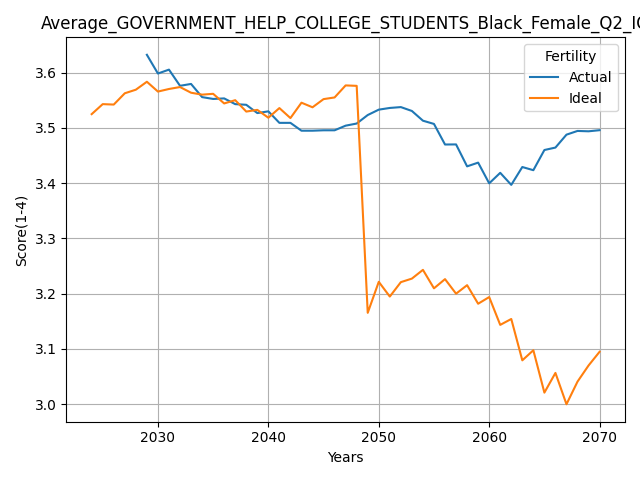 Average_GOVERNMENT_HELP_COLLEGE_STUDENTS_Black_Female_Q2_IC
Fertility
Actual
Ideal
3.6
3.5
3.4
3.3
3.2
3.1
3.0
Score(1-4)
2030 2040 2050 2060 2070
Years